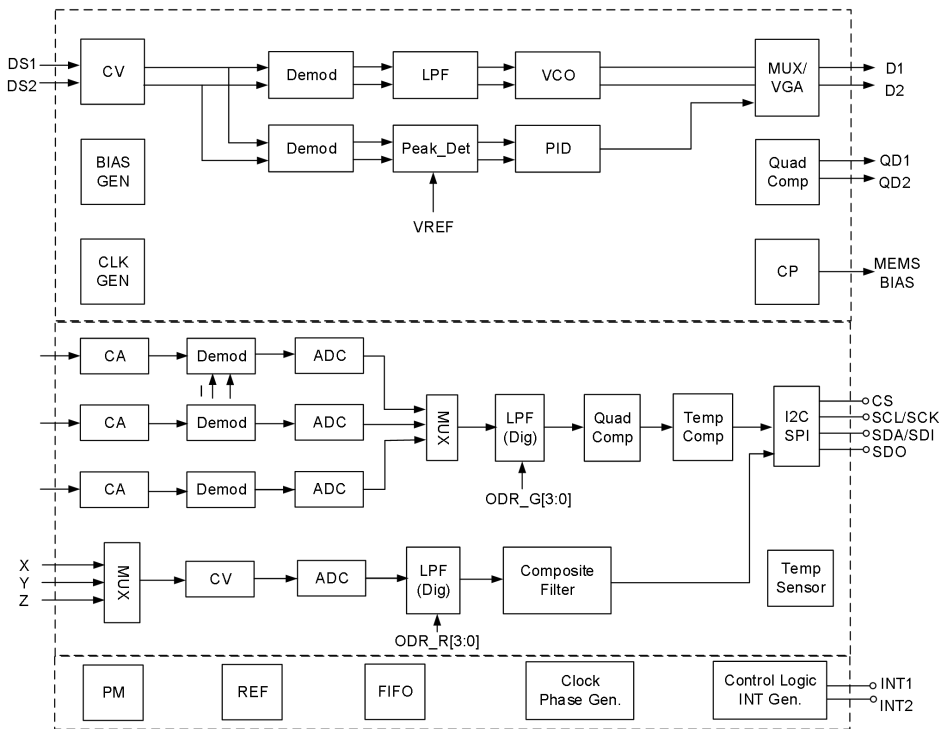 DS1
DS2
CV
Demod
LPF
VCO
MUX/
VGA
D1
D2
Demod
Peak_Det
PID
VREF
BIAS
GEN
Quad
Comp
QD1
QD2
CLK
GEN
CP
MEMS
BIAS
CA
Demod
ADC
I
CA
Demod
ADC
CA
Demod
ADC
MUX
LPF
(Dig)
ODR_G[3:0]
Quad
Comp
Temp
Comp
I2C
SPI
CS
SCL/SCK
SDA/SDI
SDO
X
Y
Z
MUX
CV
ADC
LPF
(Dig)
ODR_R[3:0]
Composite
Filter
Temp
Sensor
PM
REF
FIFO
Clock
Phase Gen.
Control Logic
INT Gen.
INT1
INT2